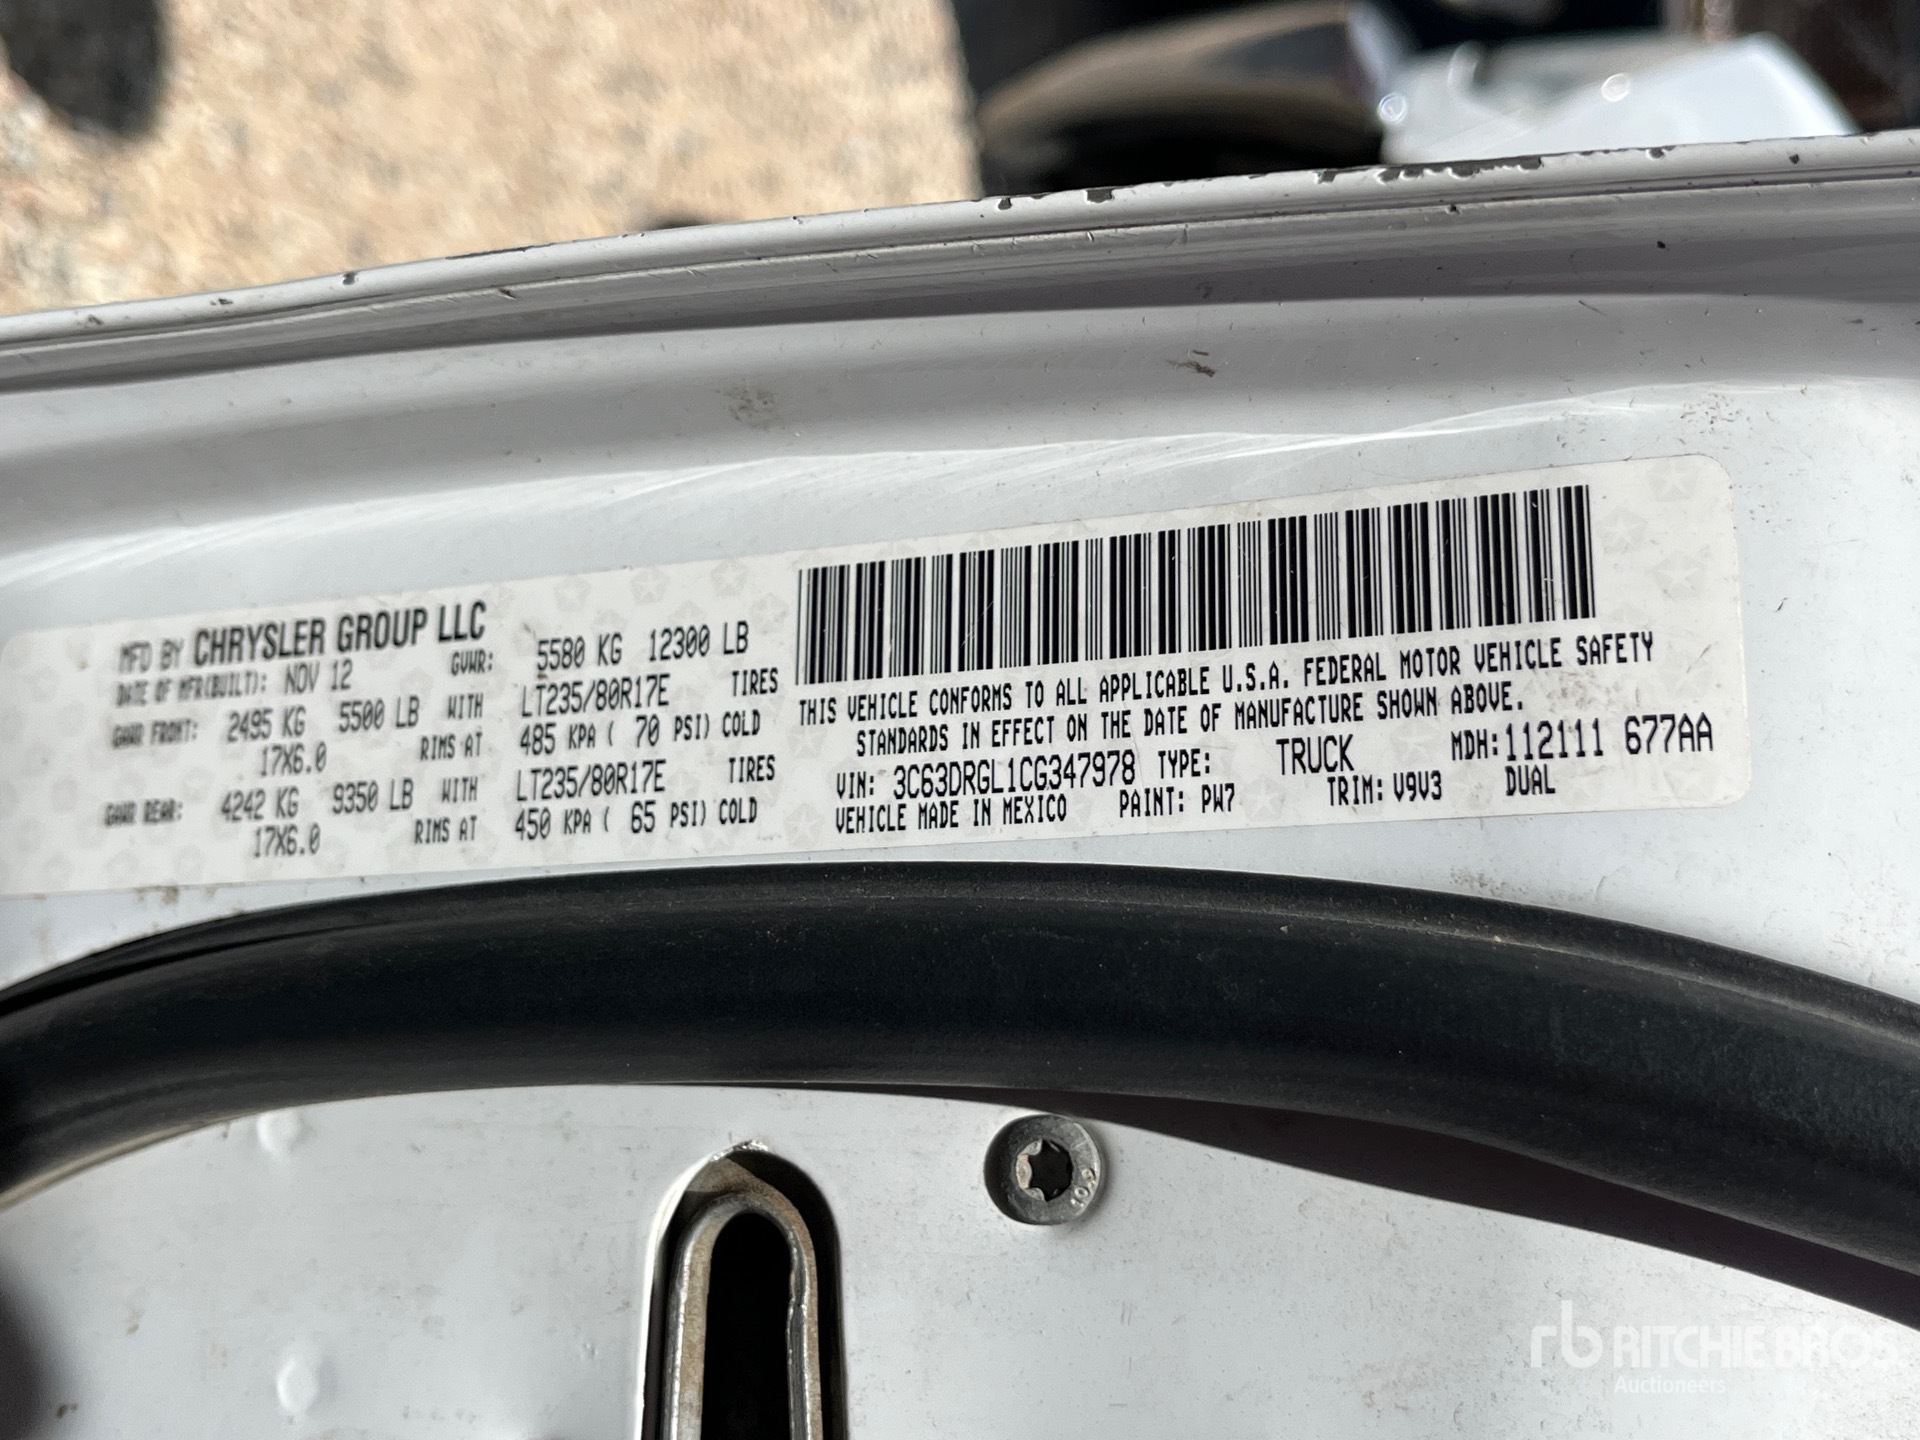 MFD BY CHRYSLER GROUP LLC
DATE OF MFR(BUILT): NOV 12 GVWR: 5580 KG 12300 LB
GAWR FRONT: 2495 KG 5500 LB WITH LT235/80R17E TIRES
17X6.0 RIMS AT 485 KPA ( 70 PSI) COLD
GAWR REAR: 4242 KG 9350 LB WITH LT235/80R17E TIRES
17X6.0 RIMS AT 450 KPA ( 65 PSI) COLD
THIS VEHICLE CONFORMS TO ALL APPLICABLE U.S.A. FEDERAL MOTOR VEHICLE SAFETY
STANDARDS IN EFFECT ON THE DATE OF MANUFACTURE SHOWN ABOVE.
VIN: 3C63DRGL1CG347978 TYPE: TRUCK MDH: 112111 677AA
VEHICLE MADE IN MEXICO PAINT: PW7 TRIM: V9V3 DUAL
10.9
rb RITCHIE BROS.
Auctioneers